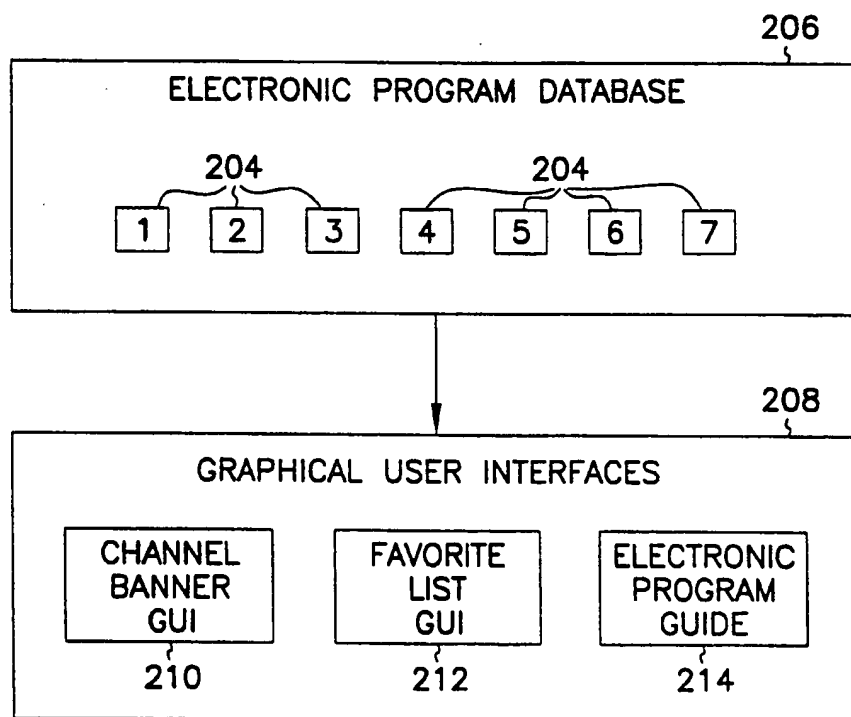 206
ELECTRONIC PROGRAM DATABASE
204 204
1 2 3 4 5 6 7
208
GRAPHICAL USER INTERFACES
CHANNEL
BANNER
GUI
210
FAVORITE
LIST
GUI
212
ELECTRONIC
PROGRAM
GUIDE
214